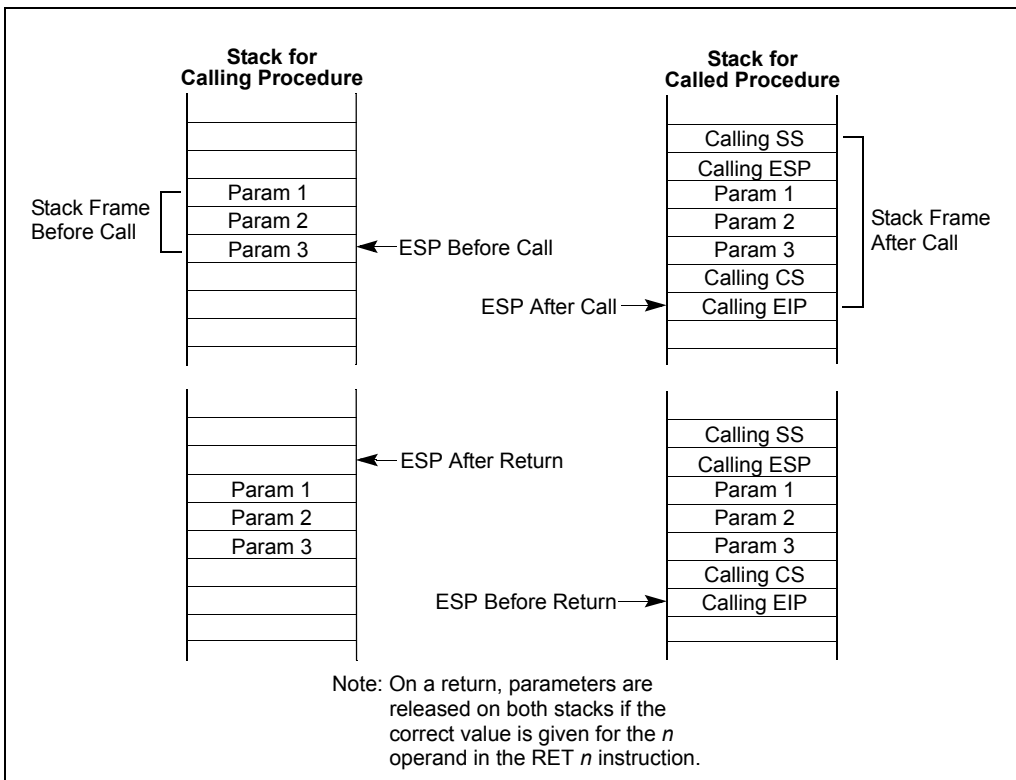 Stack for
Calling Procedure
Stack for
Called Procedure
Stack Frame
Before Call
Param 1
Param 2
Param 3
ESP Before Call
ESP After Call
Calling SS
Calling ESP
Param 1
Param 2
Param 3
Calling CS
Calling EIP
Stack Frame
After Call
ESP After Return
Param 1
Param 2
Param 3
ESP Before Return
Calling SS
Calling ESP
Param 1
Param 2
Param 3
Calling CS
Calling EIP
Note: On a return, parameters are
released on both stacks if the
correct value is given for the n
operand in the RET n instruction.